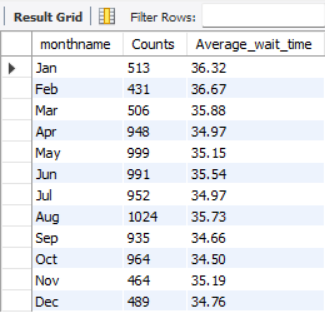 Result Grid Filter Rows:
monthname Counts Average_wait_time
Jan 513 36.32
Feb 431 36.67
Mar 506 35.88
Apr 948 34.97
May 999 35.15
Jun 991 35.54
Jul 952 34.97
Aug 1024 35.73
Sep 935 34.66
Oct 964 34.50
Nov 464 35.19
Dec 489 34.76